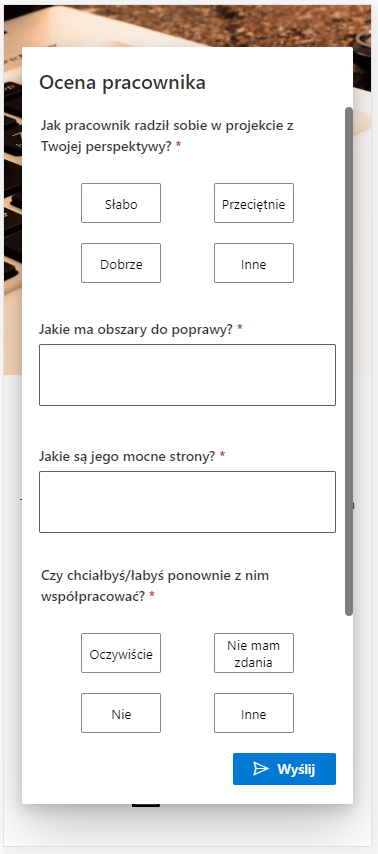 Ocena pracownika
Jak pracownik radził sobie w projekcie z
Twojej perspektywy? *
Słabo
Przeciętnie
Dobrze
Inne
Jakie ma obszary do poprawy? *
Jakie są jego mocne strony? *
Czy chciałbyś/łabyś ponownie z nim
współpracować? *
Oczywiście
Nie mam
zdania
Nie
Inne
Wyślij